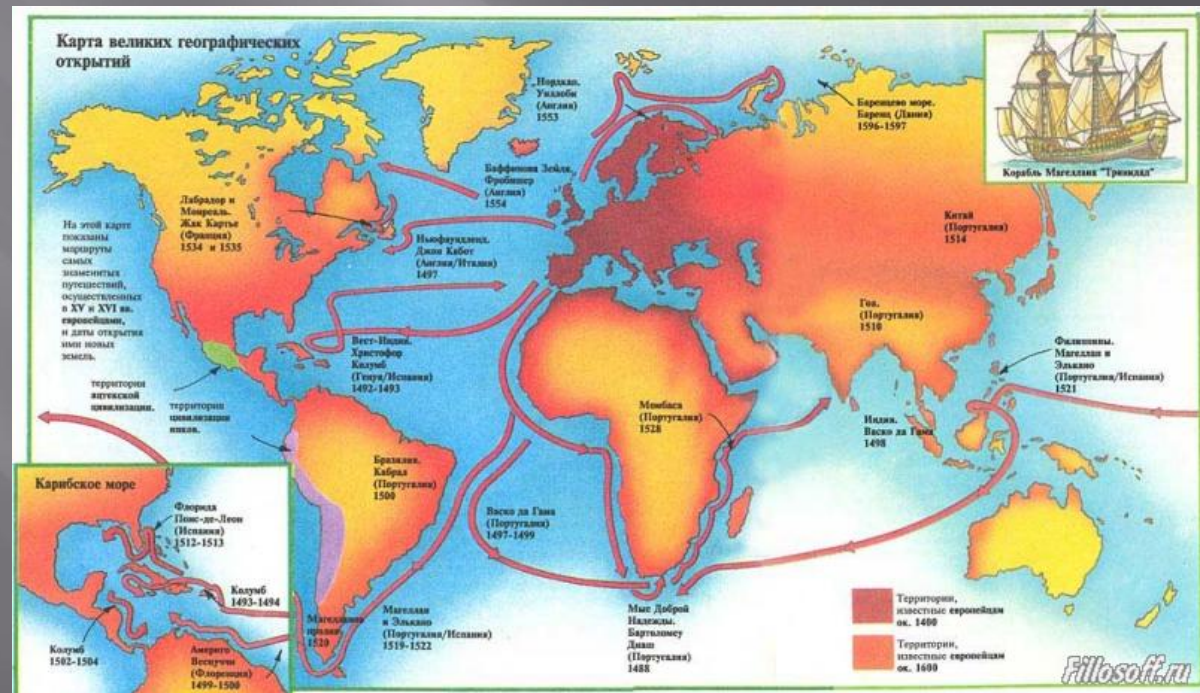 Карта великих географических
открытий
Нордкап.
Уиллоби
(Англия)
1553
Баренцево море.
Баренц (Дания)
1596-1597
Корабль Магеллана "Тринидад"
Баффинова Земля.
Фробишер
(Англия)
1554
Лабрадор и
Монреаль.
Жак Картье
(Франция)
1534 и 1535
На этой карте
показаны
маршруты
самых
знаменитых
путешествий,
осуществленных
в XV и XVI вв.
европейцами,
и даты открытия
ими новых
земель.
Ньюфаундленд.
Джон Кабот
(Англия/Италия)
1497
Китай
(Португалия)
1514
Гоа.
(Португалия)
1510
Вест-Индия.
Христофор
Колумб
(Генуя/Испания)
1492-1493
Филиппины.
Магеллан и
Элькано
(Португалия/Испания)
1521
территория
ацтекской
цивилизации.
территория
цивилизации
инков.
Момбаса
(Португалия)
1528
Индия.
Васко да Гама
1498
Бразилия.
Кабрал
(Португалия)
1500
Васко да Гама
(Португалия)
1497-1499
Карибское море
Флорида
Понс-де-Леон
(Испания)
1512-1513
Колумб
1493-1494
Колумб
1502-1504
Америго
Веспуччи
(Флоренция)
1499-1500
Магелланов
пролив.
1520
Магеллан
и Элькано
(Португалия/Испания)
1519-1522
Мыс Доброй
Надежды.
Бартоломеу
Диаш
(Португалия)
1488
Территории,
известные европейцам
ок. 1400
Территории,
известные европейцам
ок. 1600
Fillosoff.ru